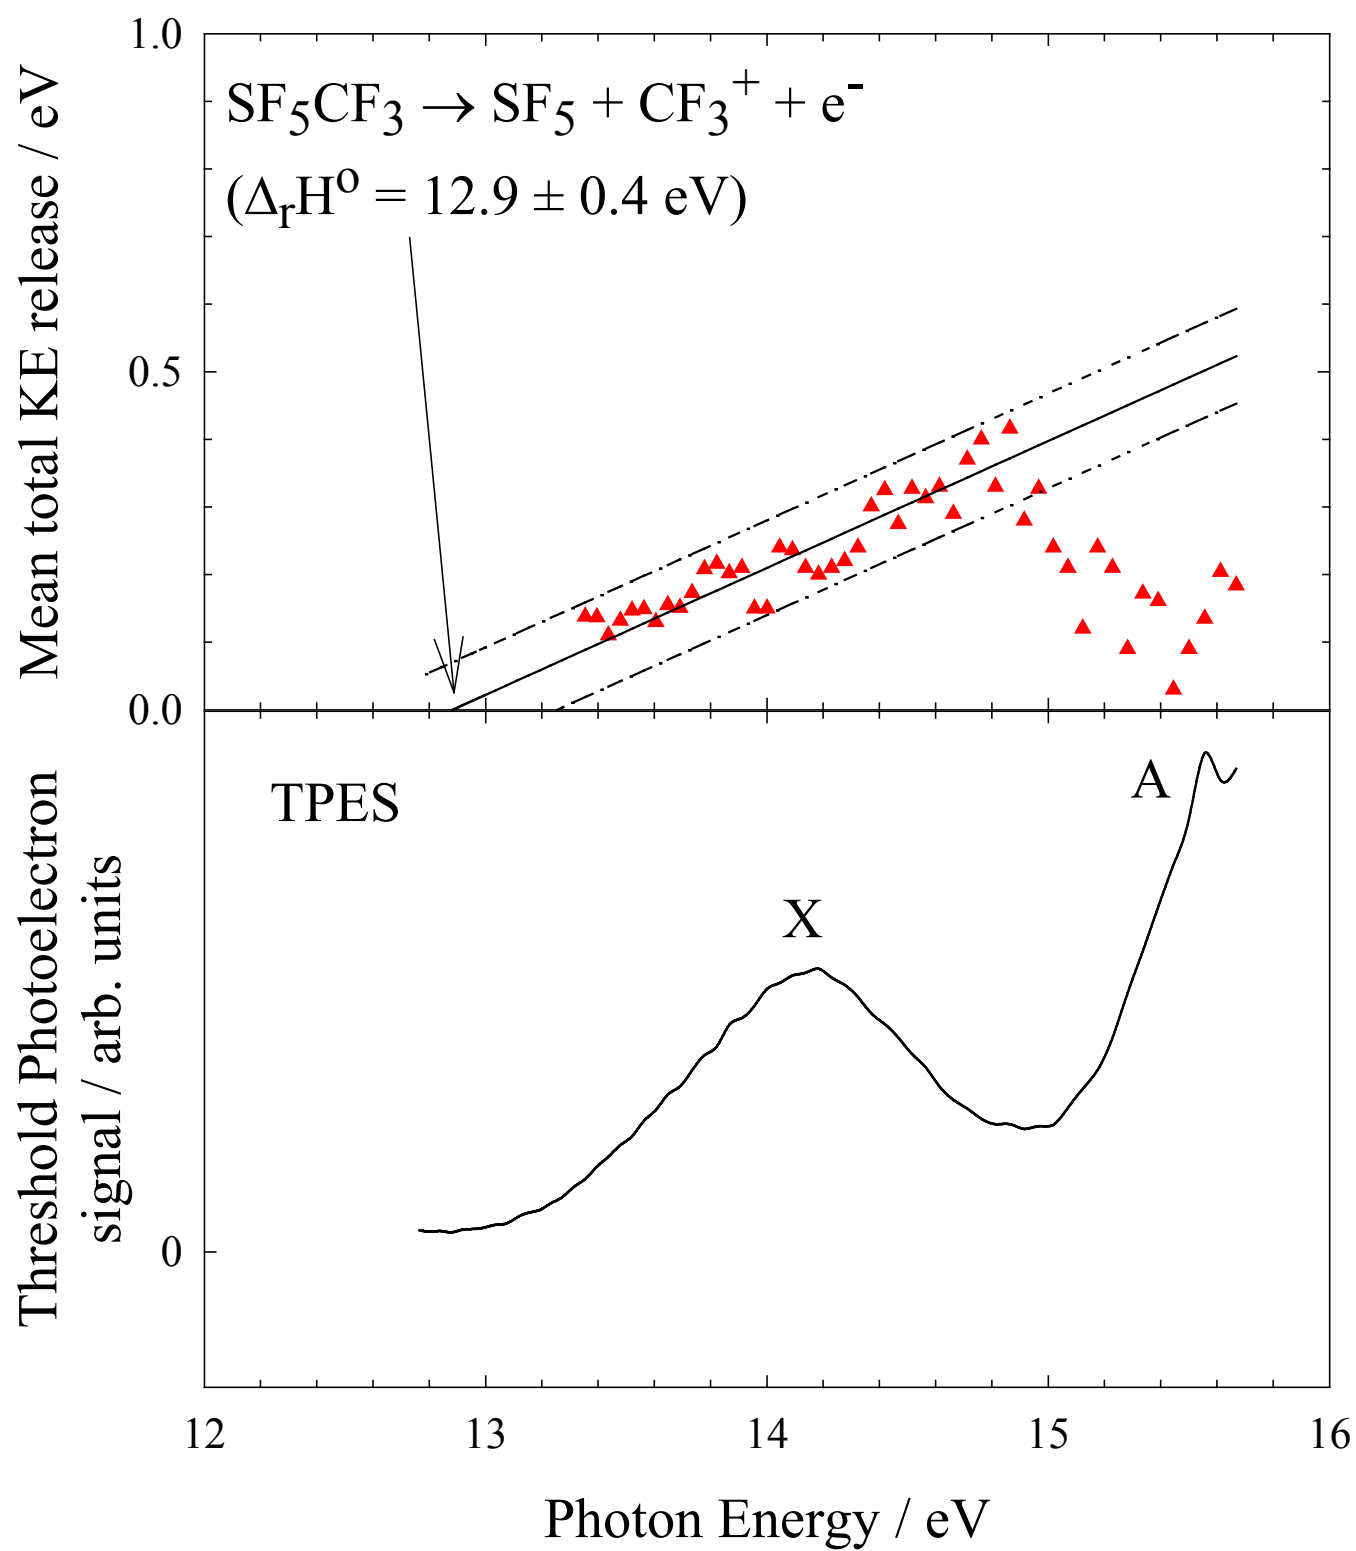 1.0
SF5CF3 → SF5 + CF3+ + e-
(ΔrHo = 12.9 ± 0.4 eV)
Mean total KE release / eV
0.5
0.0
TPES
A
X
Threshold Photoelectron
signal / arb. units
0
12 13 14 15 16
Photon Energy / eV